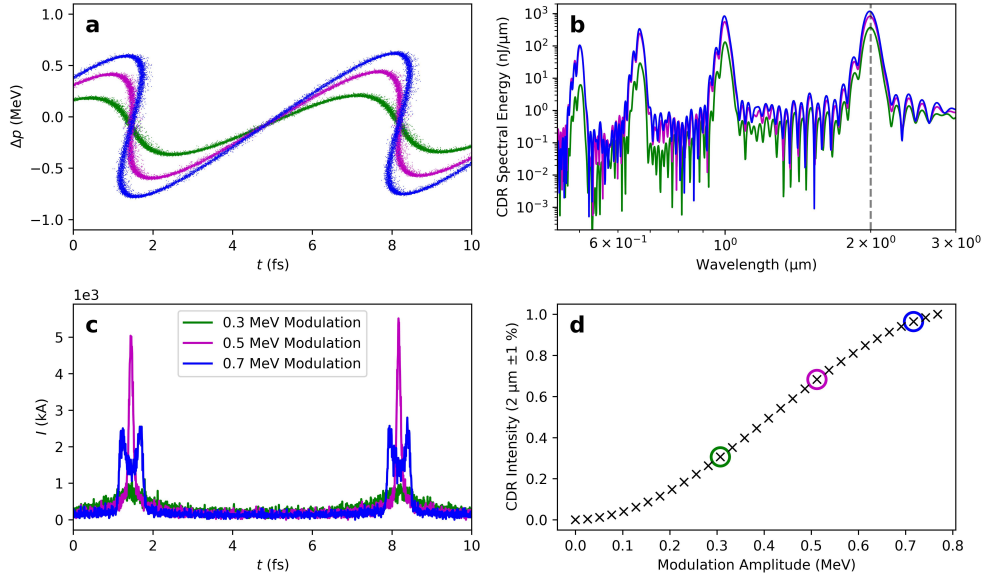 a
1.0
0.5
0.0
−0.5
−1.0
Δp (MeV)
0 2 4 6 8 10
t (fs)
b
10³
10²
10¹
10⁰
10⁻¹
10⁻²
10⁻³
CDR Spectral Energy (nJ/μm)
6 × 10⁻¹ 10⁰ 2 × 10⁰ 3 × 10⁰
Wavelength (μm)
1e3
c
5
4
3
2
1
0
I (kA)
0.3 MeV Modulation
0.5 MeV Modulation
0.7 MeV Modulation
0 2 4 6 8 10
t (fs)
d
1.0
0.8
0.6
0.4
0.2
0.0
CDR Intensity (2 μm ±1 %)
0.0 0.1 0.2 0.3 0.4 0.5 0.6 0.7 0.8
Modulation Amplitude (MeV)